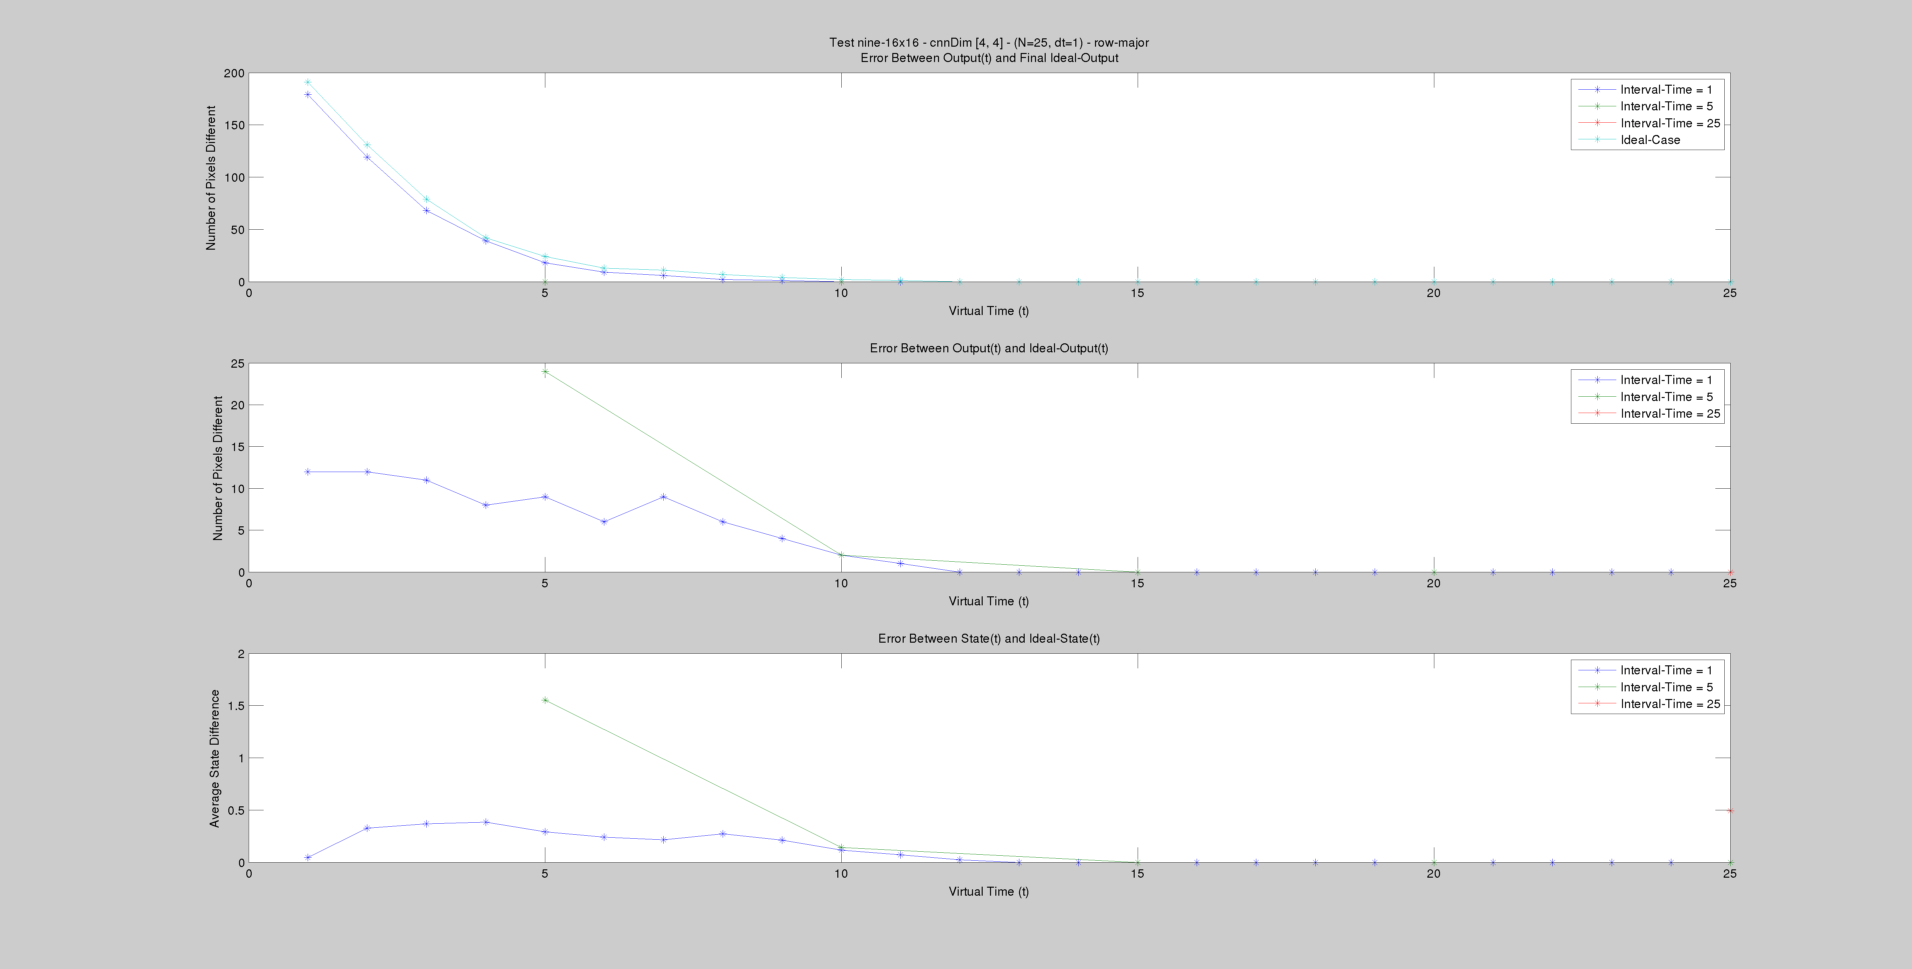 Test nine-16x16 - cnnDim [4, 4] - (N=25, dt=1) - row-major
Error Between Output(t) and Final Ideal-Output
200
150
100
50
0
Number of Pixels Different
0 5 10 15 20 25
Virtual Time (t)
Interval-Time = 1
Interval-Time = 5
Interval-Time = 25
Ideal-Case
Error Between Output(t) and Ideal-Output(t)
25
20
15
10
5
0
Number of Pixels Different
0 5 10 15 20 25
Virtual Time (t)
Interval-Time = 1
Interval-Time = 5
Interval-Time = 25
Error Between State(t) and Ideal-State(t)
2
1.5
1
0.5
0
Average State Difference
0 5 10 15 20 25
Virtual Time (t)
Interval-Time = 1
Interval-Time = 5
Interval-Time = 25